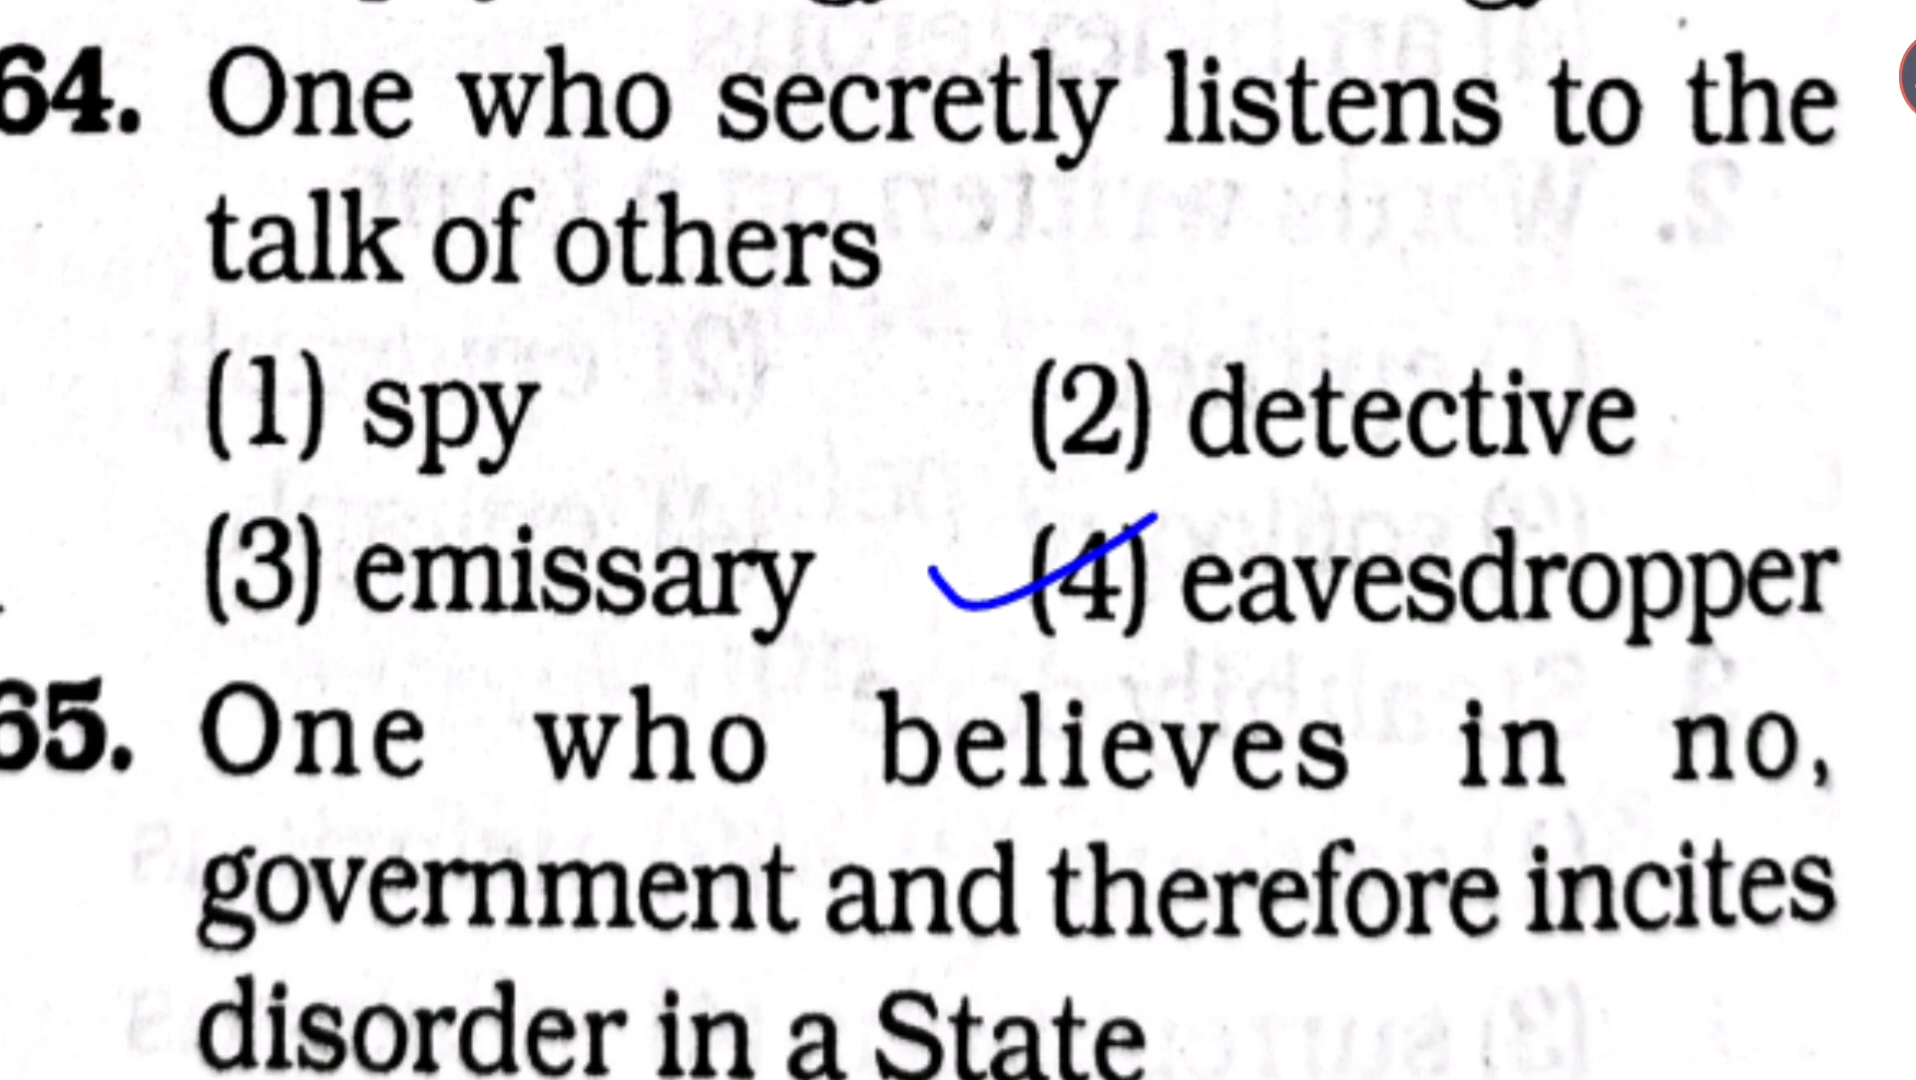 64. One who secretly listens to the
talk of others
(1) spy (2) detective
(3) emissary (4) eavesdropper
65. One who believes in no,
government and therefore incites
disorder in a State